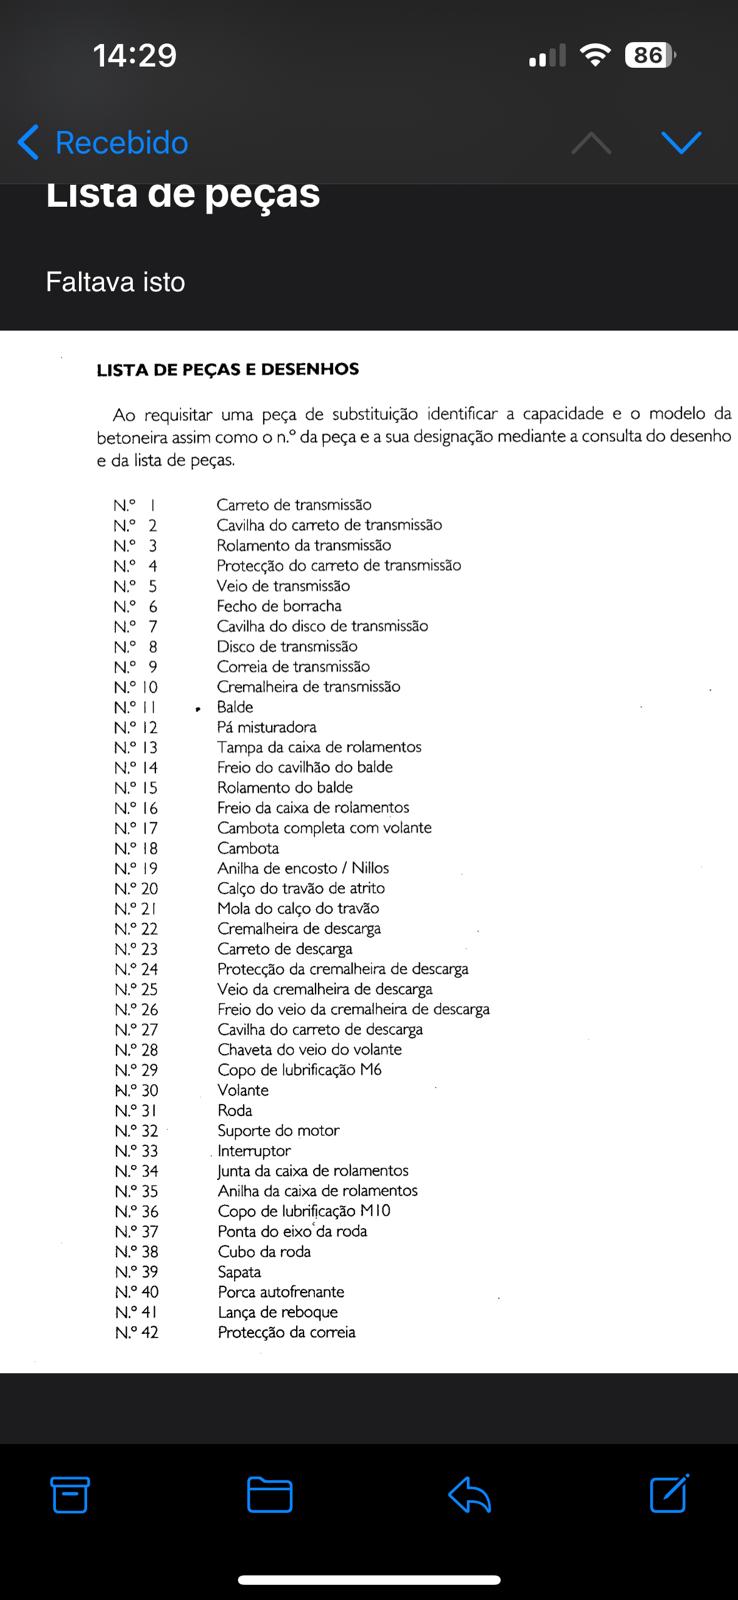 14:29
86
Recebido
Lista de peças
Faltava isto
LISTA DE PEÇAS E DESENHOS
Ao requisitar uma peça de substituição identificar a capacidade e o modelo da
betoneira assim como o n.º da peça e a sua designação mediante a consulta do desenho
e da lista de peças.
N.º 1 Carreto de transmissão
N.º 2 Cavilha do carreto de transmissão
N.º 3 Rolamento da transmissão
N.º 4 Protecção do carreto de transmissão
N.º 5 Veio de transmissão
N.º 6 Fecho de borracha
N.º 7 Cavilha do disco de transmissão
N.º 8 Disco de transmissão
N.º 9 Correia de transmissão
N.º 10 Cremalheira de transmissão
N.º 11 Balde
N.º 12 Pá misturadora
N.º 13 Tampa da caixa de rolamentos
N.º 14 Freio do cavilhão do balde
N.º 15 Rolamento do balde
N.º 16 Freio da caixa de rolamentos
N.º 17 Cambota completa com volante
N.º 18 Cambota
N.º 19 Anilha de encosto / Nillos
N.º 20 Calço do travão de atrito
N.º 21 Mola do calço do travão
N.º 22 Cremalheira de descarga
N.º 23 Carreto de descarga
N.º 24 Protecção da cremalheira de descarga
N.º 25 Veio da cremalheira de descarga
N.º 26 Freio do veio da cremalheira de descarga
N.º 27 Cavilha do carreto de descarga
N.º 28 Chaveta do veio do volante
N.º 29 Copo de lubrificação M6
N.º 30 Volante
N.º 31 Roda
N.º 32 Suporte do motor
N.º 33 Interruptor
N.º 34 Junta da caixa de rolamentos
N.º 35 Anilha da caixa de rolamentos
N.º 36 Copo de lubrificação M10
N.º 37 Ponta do eixo da roda
N.º 38 Cubo da roda
N.º 39 Sapata
N.º 40 Porca autofrenante
N.º 41 Lança de reboque
N.º 42 Protecção da correia